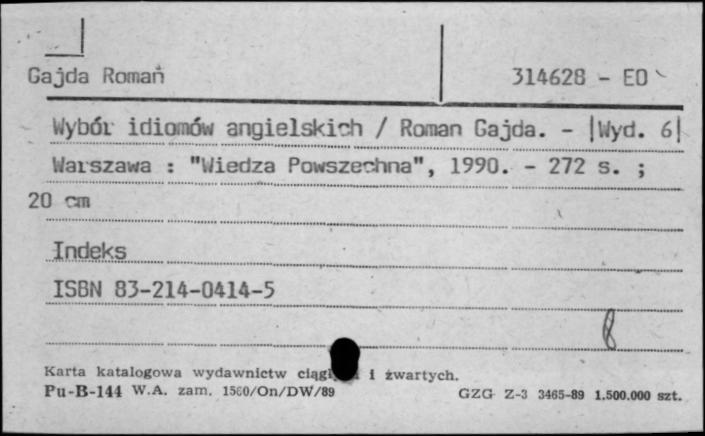 Gajda Roman
314628 - EO
Wybór idiomów angielskich / Roman Gajda. - |Wyd. 6|
Warszawa : "Wiedza Powszechna", 1990. - 272 s. ;
20 cm
Indeks
ISBN 83-214-0414-5
Karta katalogowa wydawnictw i zwartych.
Pu-B-144 W.A. zam. 1560/On/DW/89
GZG Z-3 3465-89 1.500.000 szt.